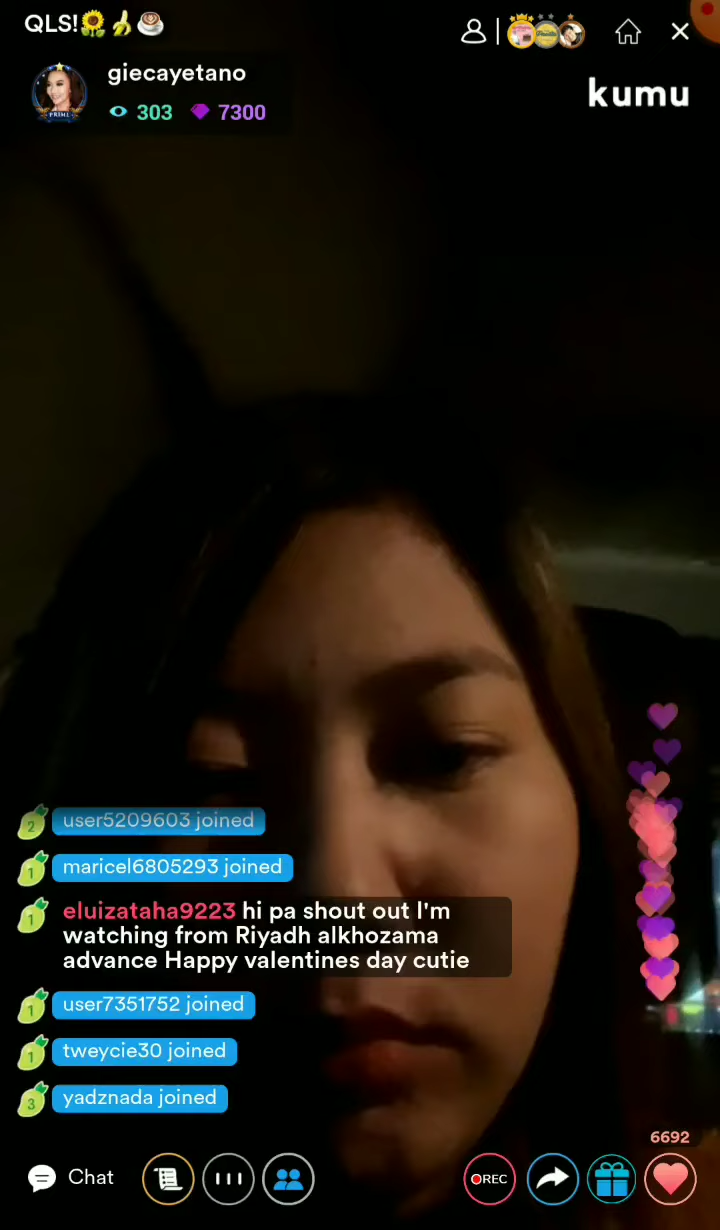 QLS!🌻🍌☕
giecayetano
PRIME
303 7300
kumu
2 user5209603 joined
1 maricel6805293 joined
1 eluizataha9223 hi pa shout out I'm
watching from Riyadh alkhozama
advance Happy valentines day cutie
1 user7351752 joined
1 tweycie30 joined
3 yadznada joined
6692
Chat
REC